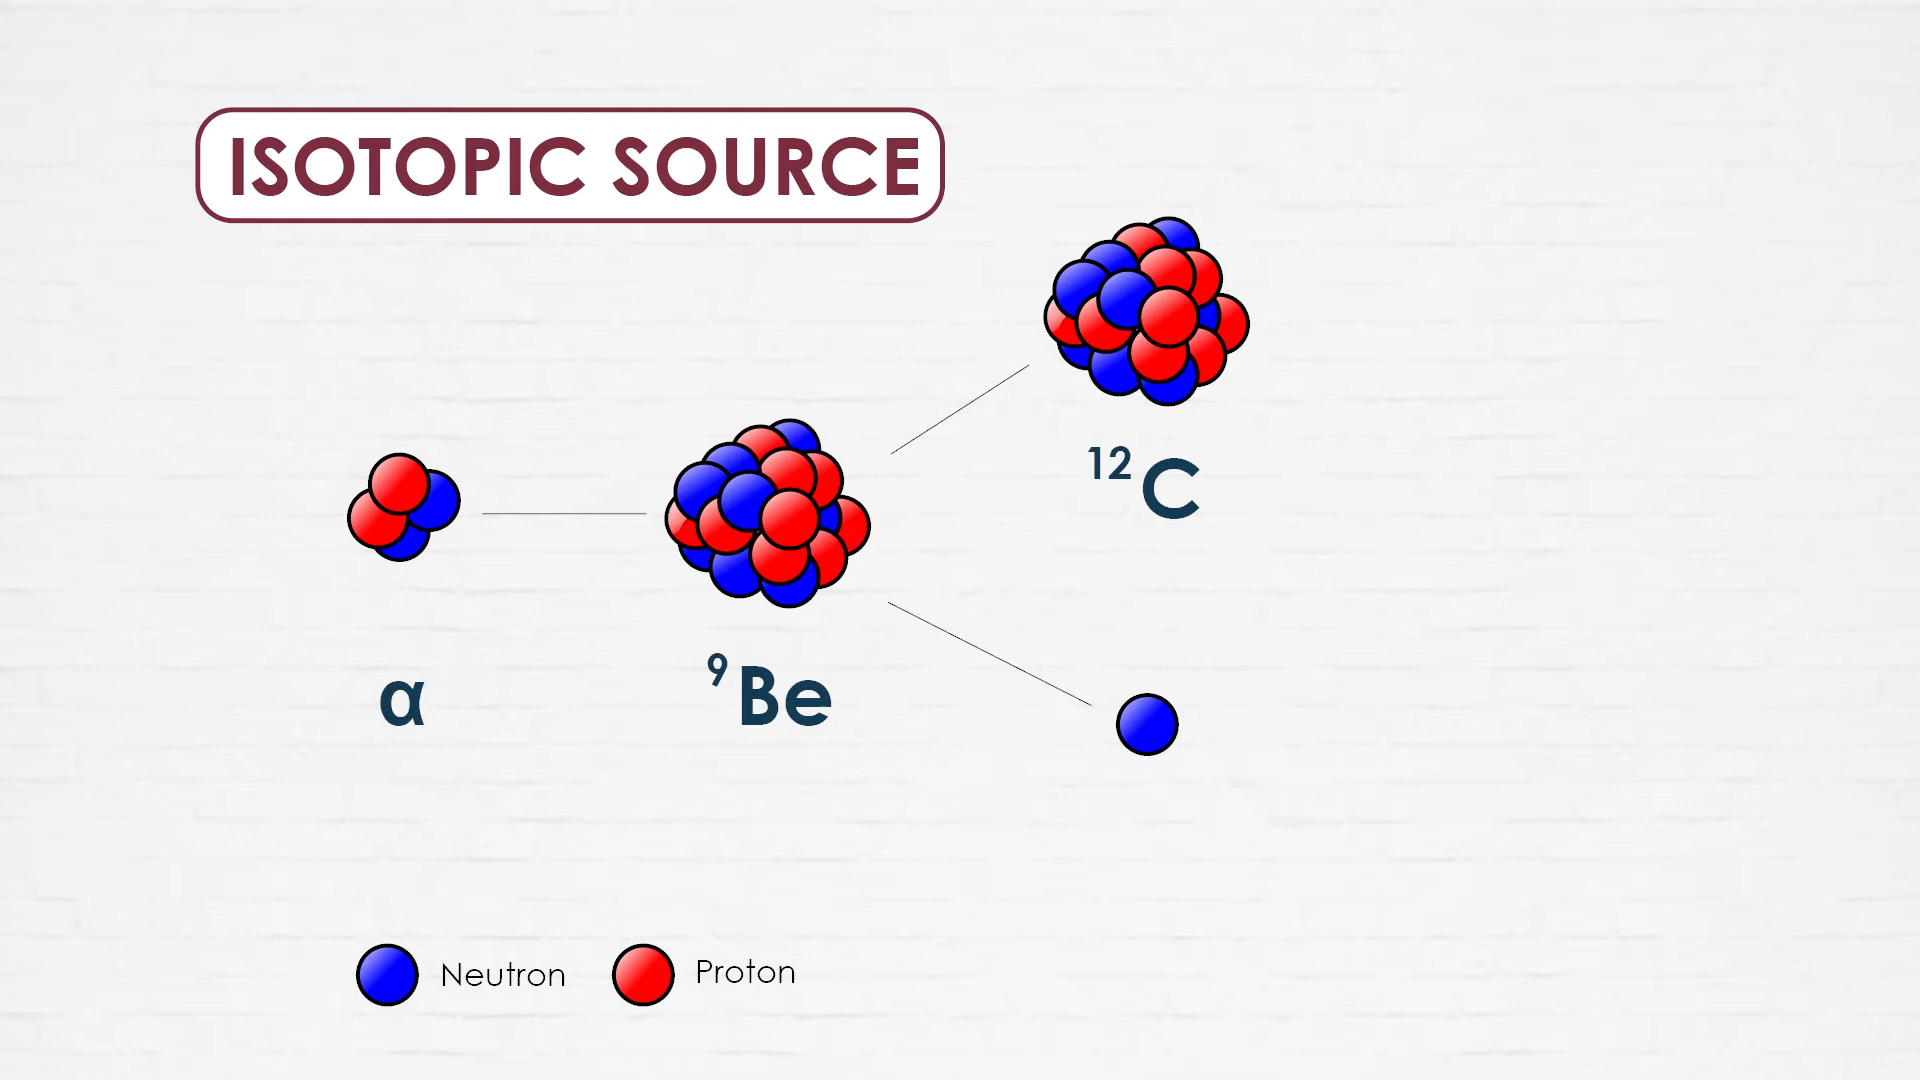 ISOTOPIC SOURCE
¹²C
α
⁹Be
Neutron
Proton